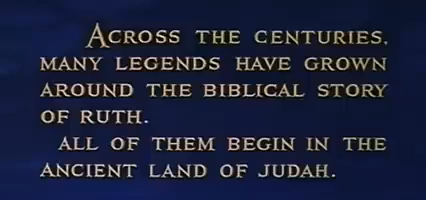 ACROSS THE CENTURIES,
MANY LEGENDS HAVE GROWN
AROUND THE BIBLICAL STORY
OF RUTH.
ALL OF THEM BEGIN IN THE
ANCIENT LAND OF JUDAH.